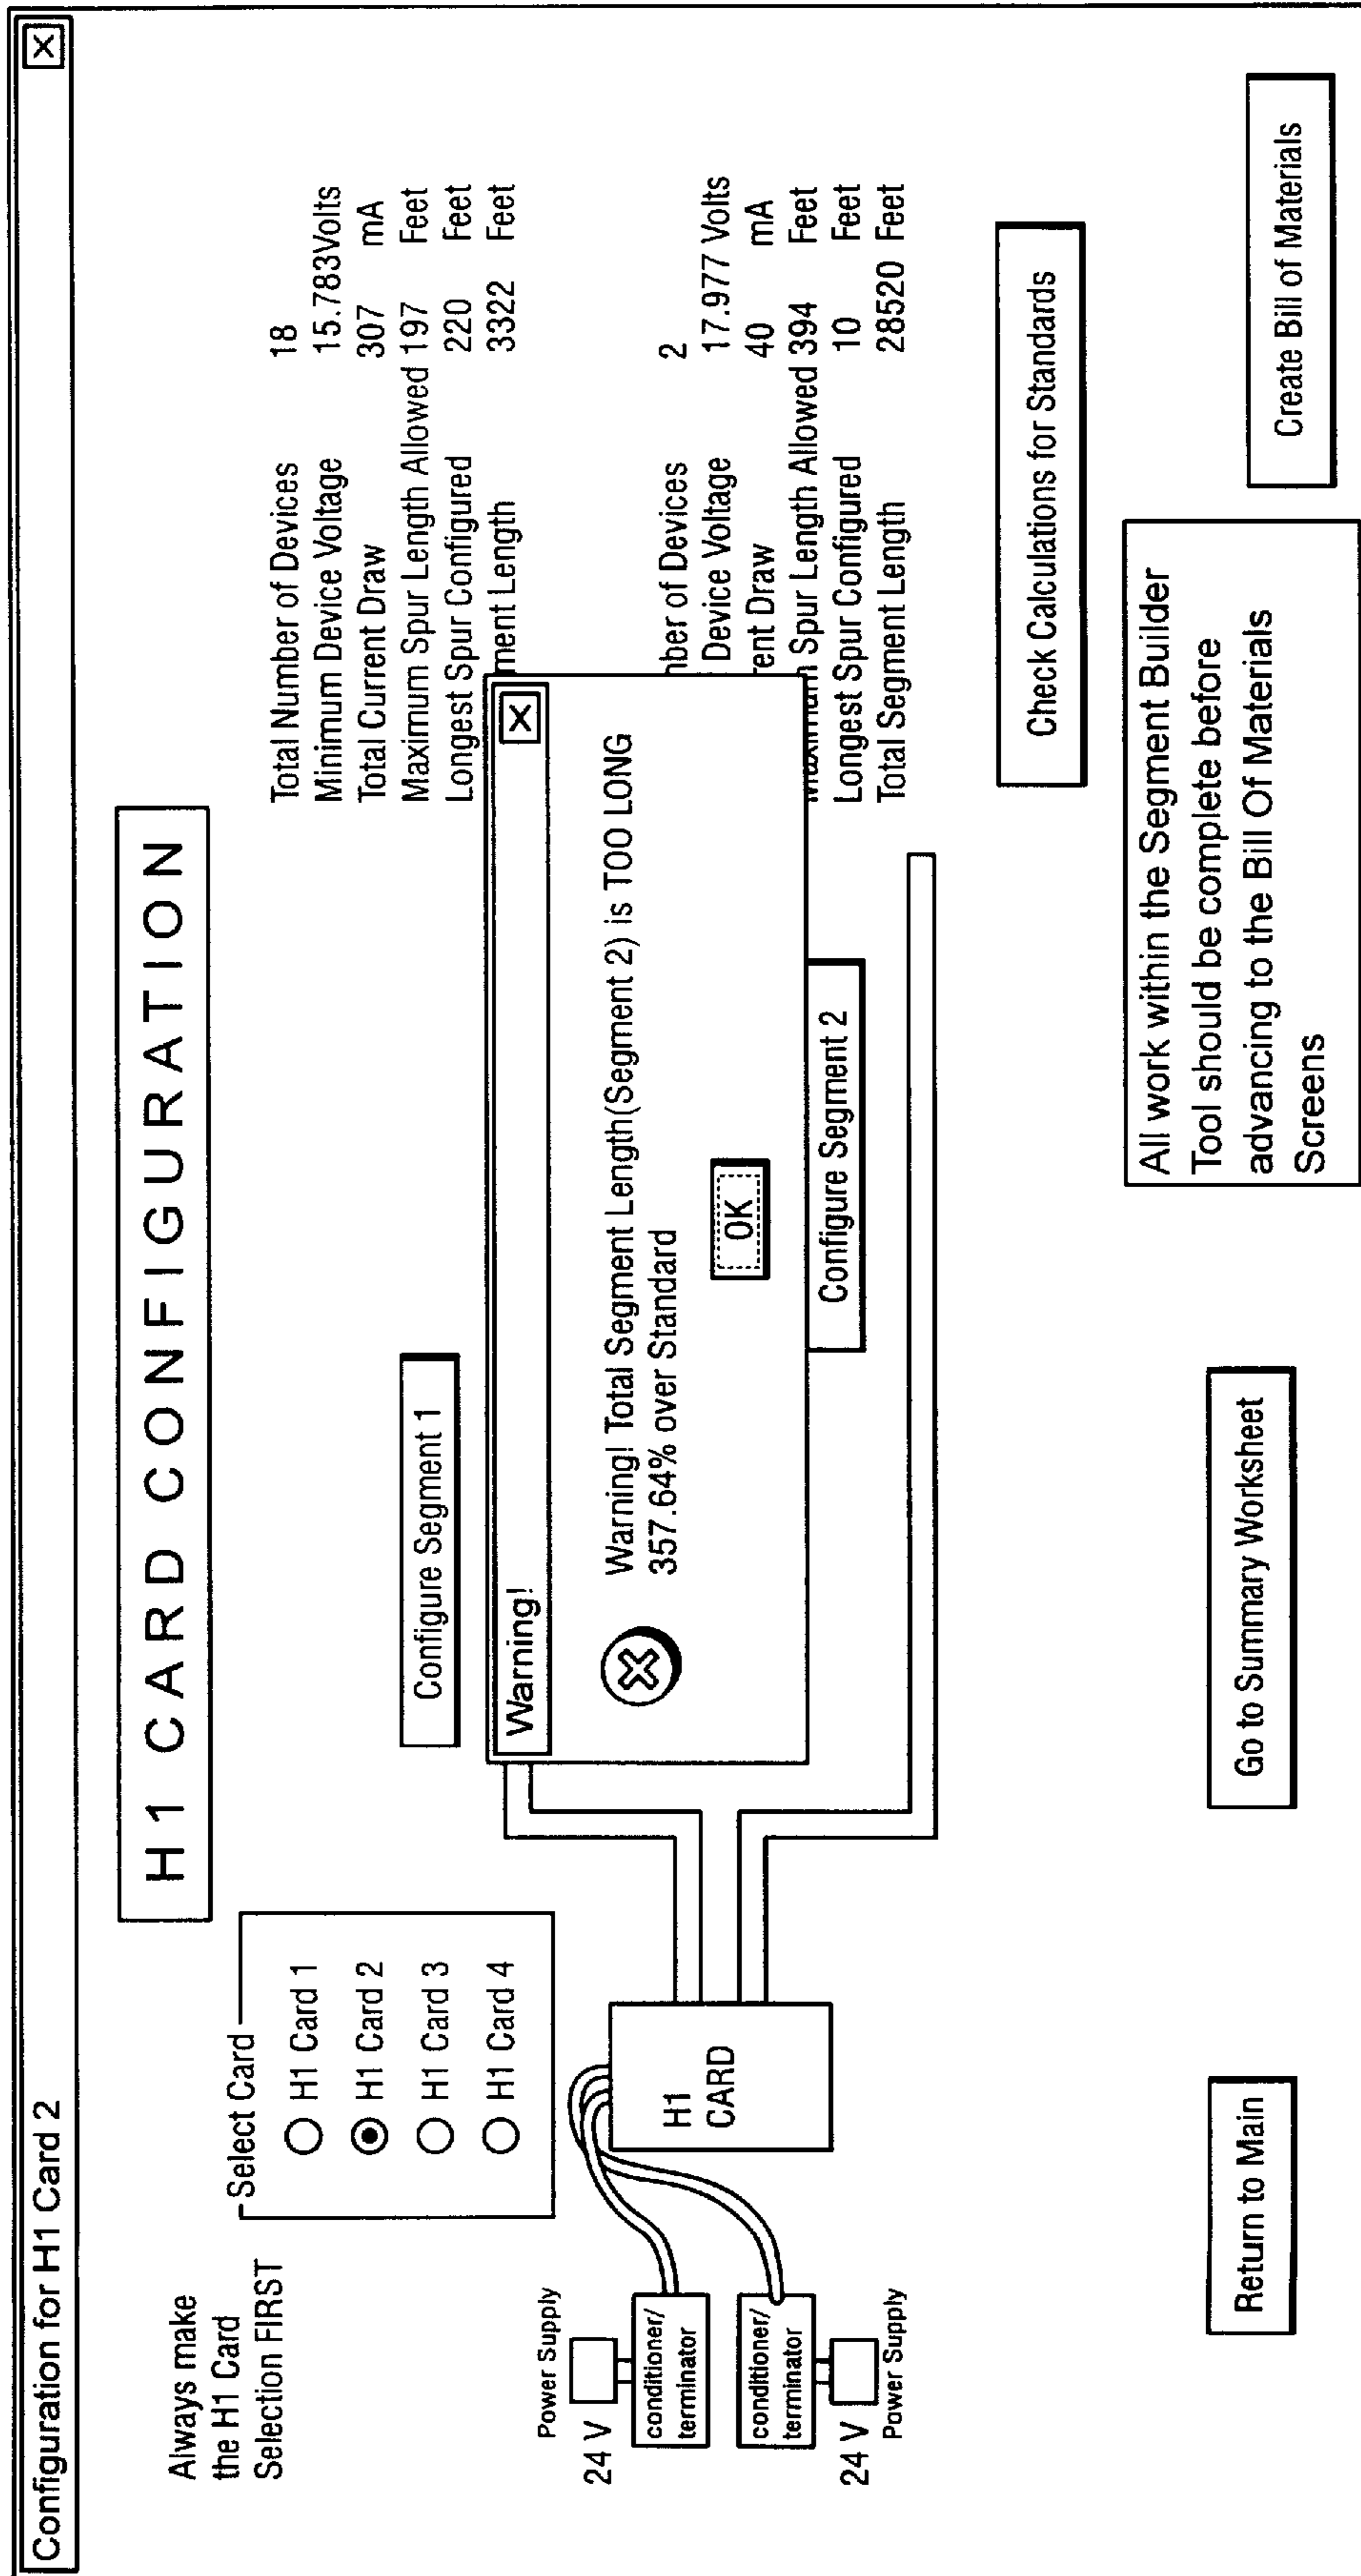 Configuration for H1 Card 2
H1 CARD CONFIGURATION
Always make
the H1 Card
Selection FIRST
Select Card
H1 Card 1
H1 Card 2
H1 Card 3
H1 Card 4
Configure Segment 1
Total Number of Devices 18
Minimum Device Voltage 15.783Volts
Total Current Draw 307 mA
Maximum Spur Length Allowed 197 Feet
Longest Spur Configured 220 Feet
ment Length 3322 Feet
Warning!
Warning! Total Segment Length(Segment 2) is TOO LONG
357.64% over Standard
OK
Power Supply
24 V
conditioner/
terminator
H1
CARD
conditioner/
terminator
24 V
Power Supply
Configure Segment 2
ber of Devices 2
Device Voltage 17.977 Volts
rent Draw 40 mA
Maximum Spur Length Allowed 394 Feet
Longest Spur Configured 10 Feet
Total Segment Length 28520 Feet
Check Calculations for Standards
All work within the Segment Builder
Tool should be complete before
advancing to the Bill Of Materials
Screens
Return to Main
Go to Summary Worksheet
Create Bill of Materials